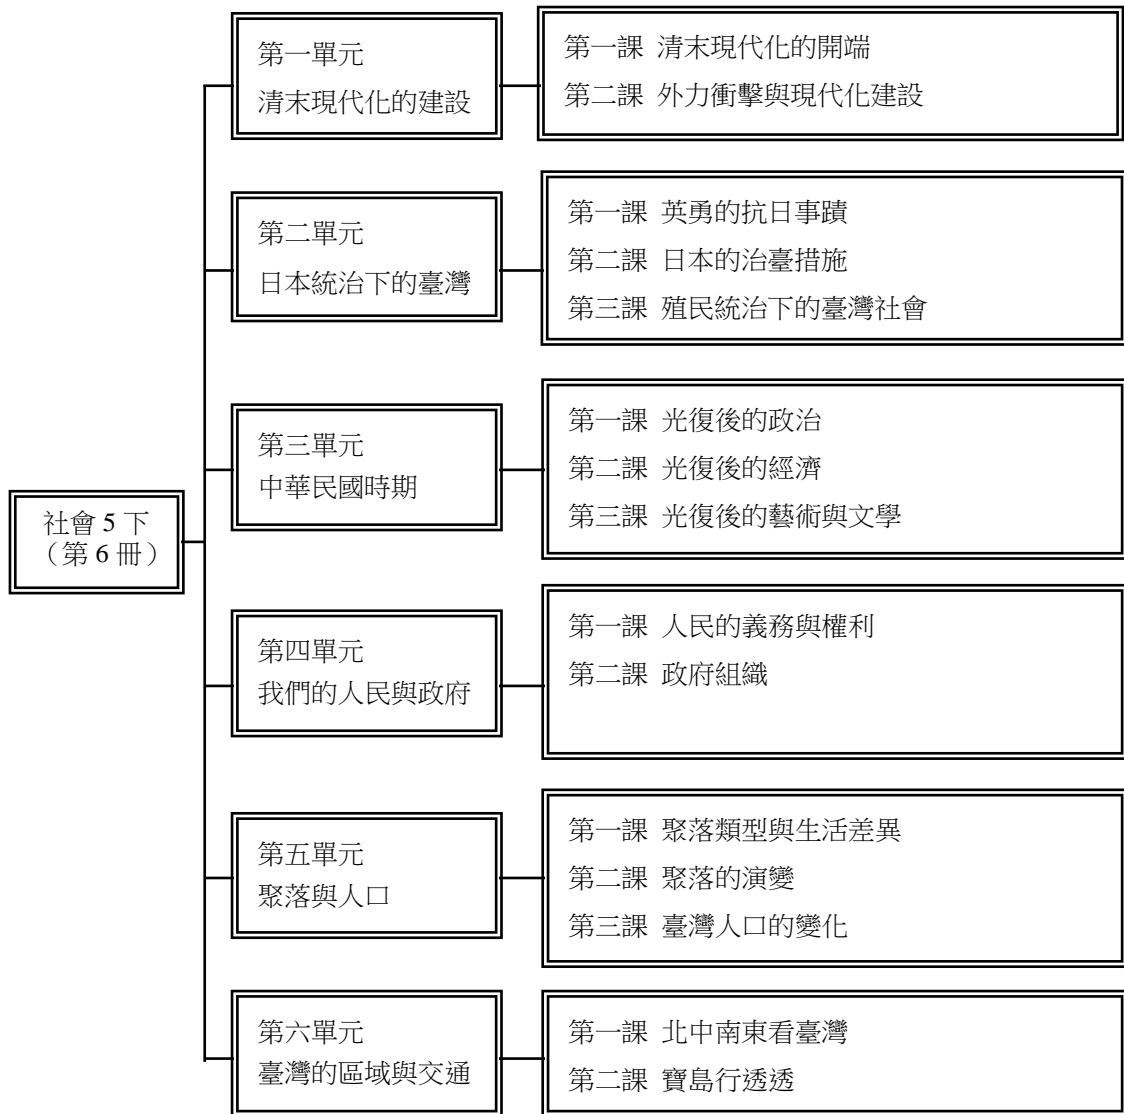 社會 5 下
（第 6 冊）
第一單元
清末現代化的建設
第一課 清末現代化的開端
第二課 外力衝擊與現代化建設
第二單元
日本統治下的臺灣
第一課 英勇的抗日事蹟
第二課 日本的治臺措施
第三課 殖民統治下的臺灣社會
第三單元
中華民國時期
第一課 光復後的政治
第二課 光復後的經濟
第三課 光復後的藝術與文學
第四單元
我們的人民與政府
第一課 人民的義務與權利
第二課 政府組織
第五單元
聚落與人口
第一課 聚落類型與生活差異
第二課 聚落的演變
第三課 臺灣人口的變化
第六單元
臺灣的區域與交通
第一課 北中南東看臺灣
第二課 寶島行透透